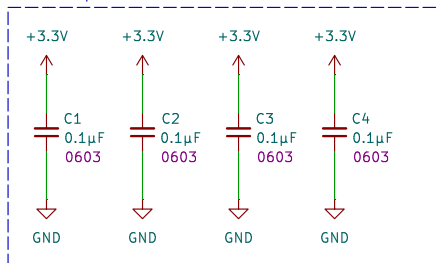 +3.3V +3.3V +3.3V +3.3V
C1 C2 C3 C4
0.1µF 0.1µF 0.1µF 0.1µF
0603 0603 0603 0603
GND GND GND GND